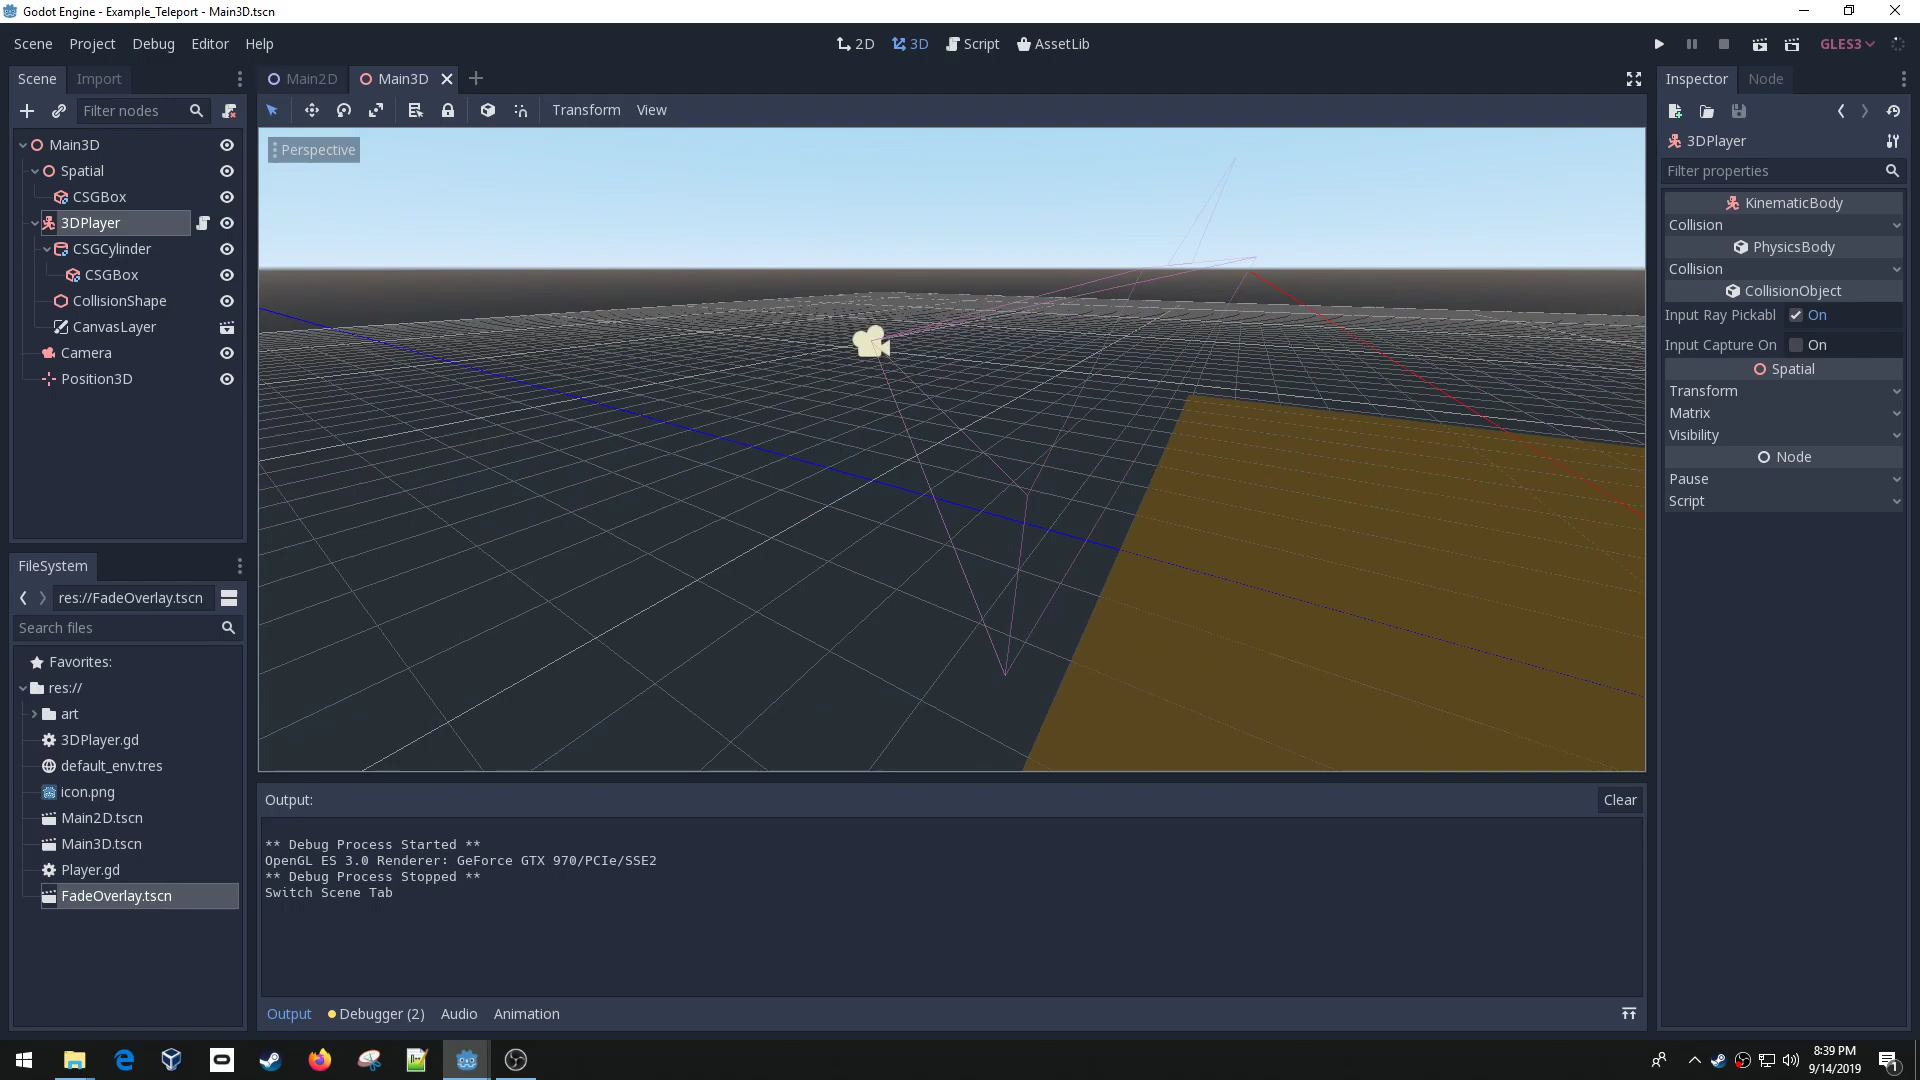 Godot Engine - Example_Teleport - Main3D.tscn
Scene Project Debug Editor Help
2D 3D Script AssetLib
GLES3
Scene Import
Filter nodes
Main3D
Spatial
CSGBox
3DPlayer
CSGCylinder
CSGBox
CollisionShape
CanvasLayer
Camera
Position3D
FileSystem
res://FadeOverlay.tscn
Search files
Favorites:
res://
art
3DPlayer.gd
default_env.tres
icon.png
Main2D.tscn
Main3D.tscn
Player.gd
FadeOverlay.tscn
Main2D Main3D
Transform View
Perspective
Output:
Clear
** Debug Process Started **
OpenGL ES 3.0 Renderer: GeForce GTX 970/PCIe/SSE2
** Debug Process Stopped **
Switch Scene Tab
Output Debugger (2) Audio Animation
Inspector Node
3DPlayer
Filter properties
KinematicBody
Collision
PhysicsBody
Collision
CollisionObject
Input Ray Pickabl On
Input Capture On On
Spatial
Transform
Matrix
Visibility
Node
Pause
Script
8:39 PM
9/14/2019
1